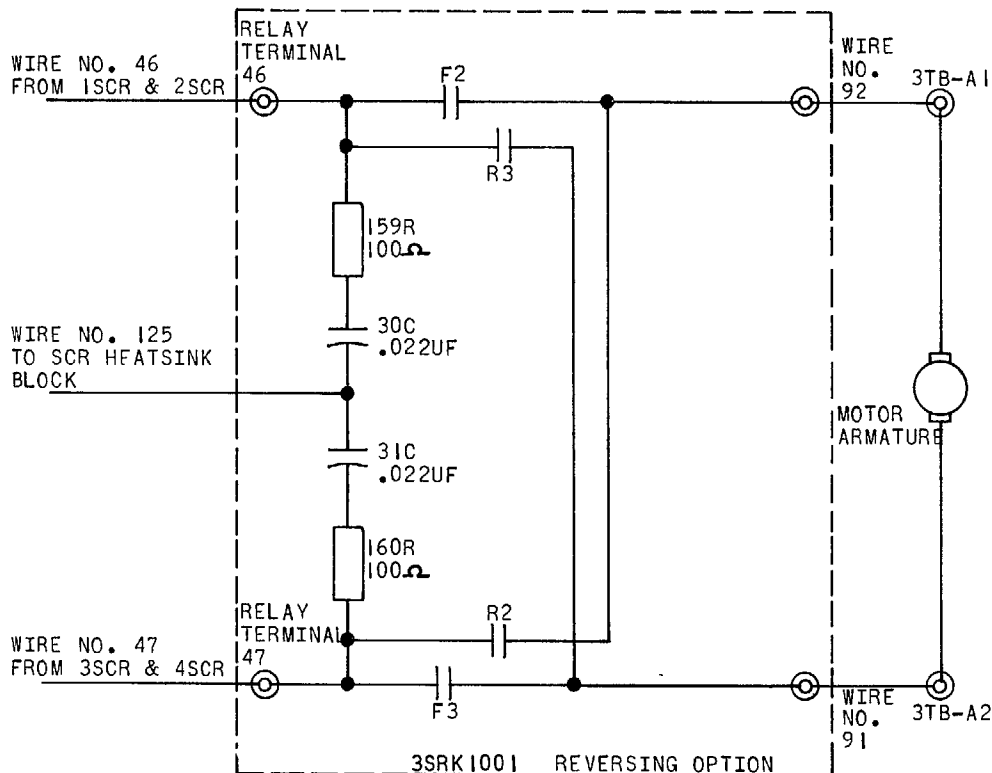 RELAY
TERMINAL
46
WIRE NO. 46
FROM 1SCR & 2SCR
F2
WIRE
NO.
92
3TB-A1
R3
159R
100Ω
30C
.022UF
WIRE NO. 125
TO SCR HEATSINK
BLOCK
MOTOR
ARMATURE
31C
.022UF
160R
100Ω
RELAY
TERMINAL
47
R2
WIRE NO. 47
FROM 3SCR & 4SCR
F3
WIRE
NO.
91
3TB-A2
3SRK1001 REVERSING OPTION